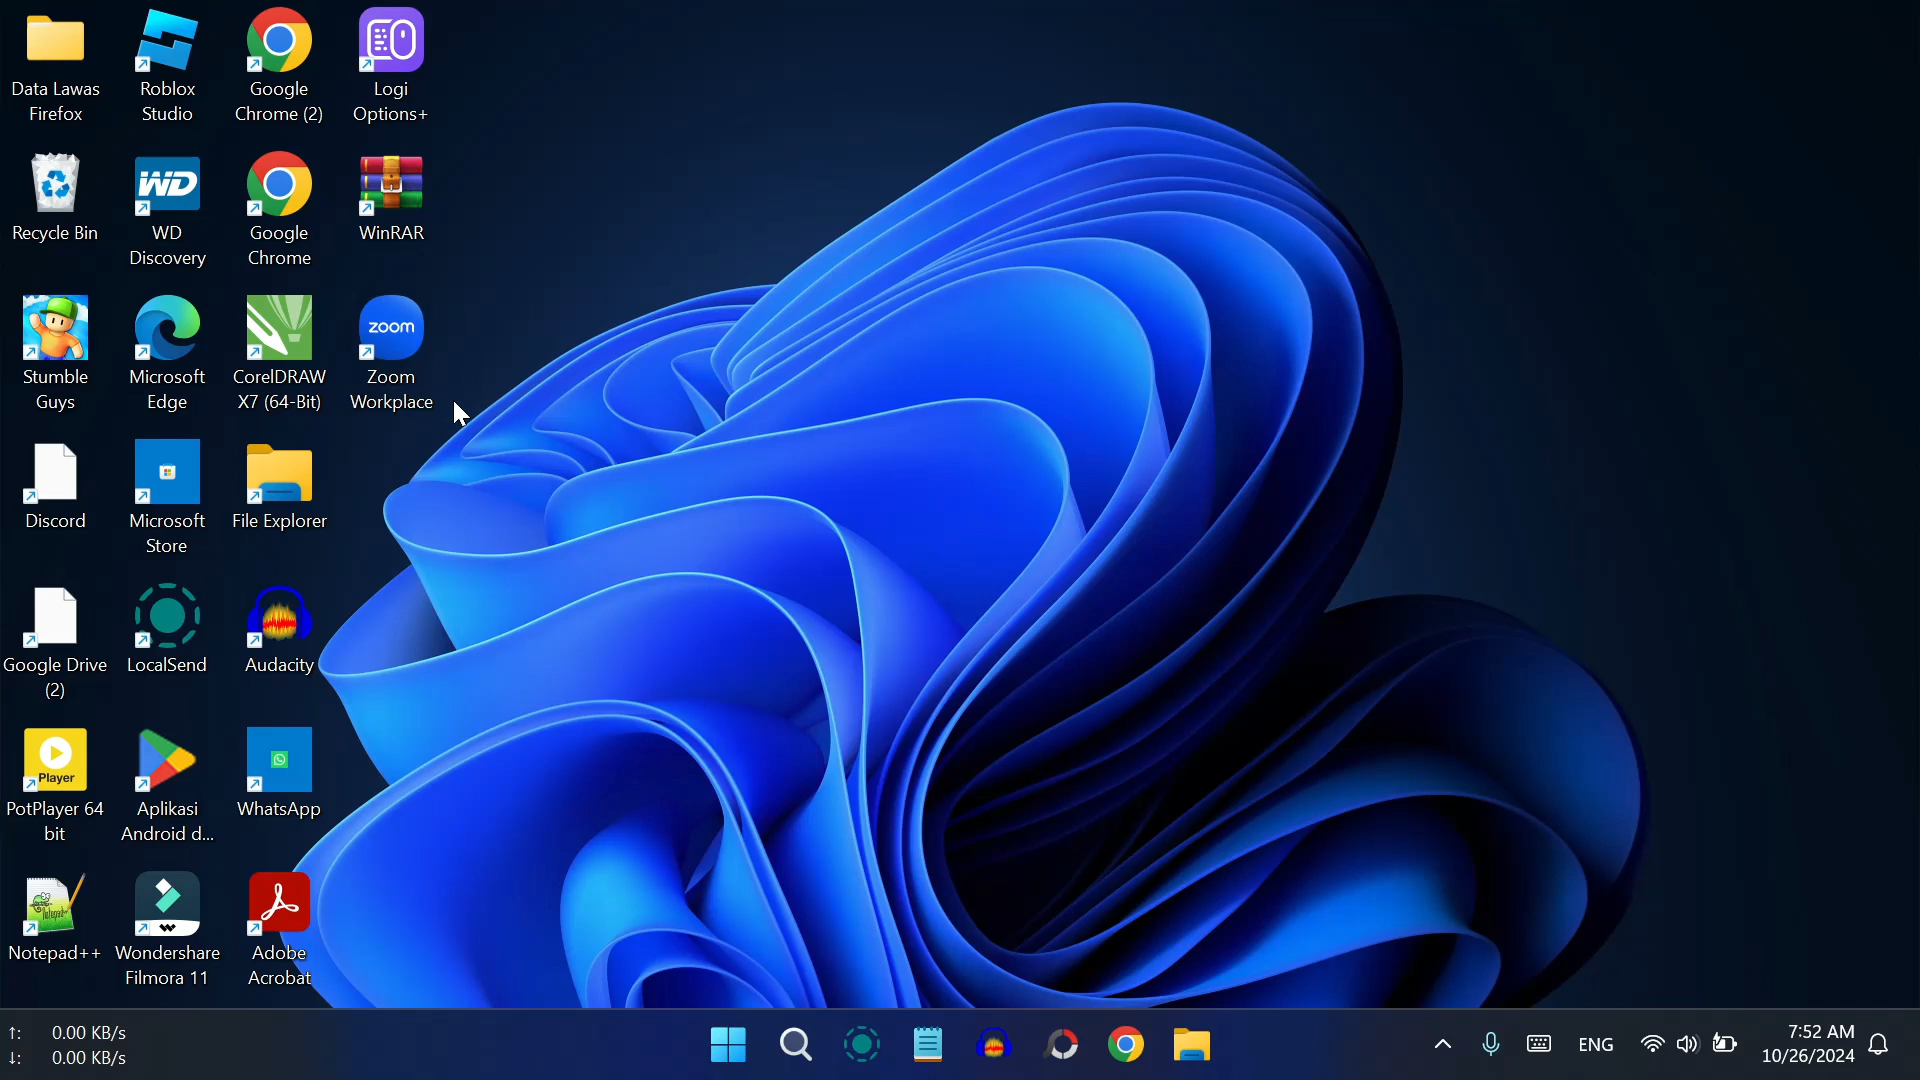 Data Lawas
Firefox
Roblox
Studio
Google
Chrome (2)
Logi
Options+
Recycle Bin
WD
WD
Discovery
Google
Chrome
WinRAR
Stumble
Guys
Microsoft
Edge
CorelDRAW
X7 (64-Bit)
zoom
Zoom
Workplace
Discord
Microsoft
Store
File Explorer
Google Drive
(2)
LocalSend
Audacity
Player
PotPlayer 64
bit
Aplikasi
Android d...
WhatsApp
Notepad++
Wondershare
Filmora 11
Adobe
Acrobat
↑: 0.00 KB/s
↓: 0.00 KB/s
ENG
7:52 AM
10/26/2024